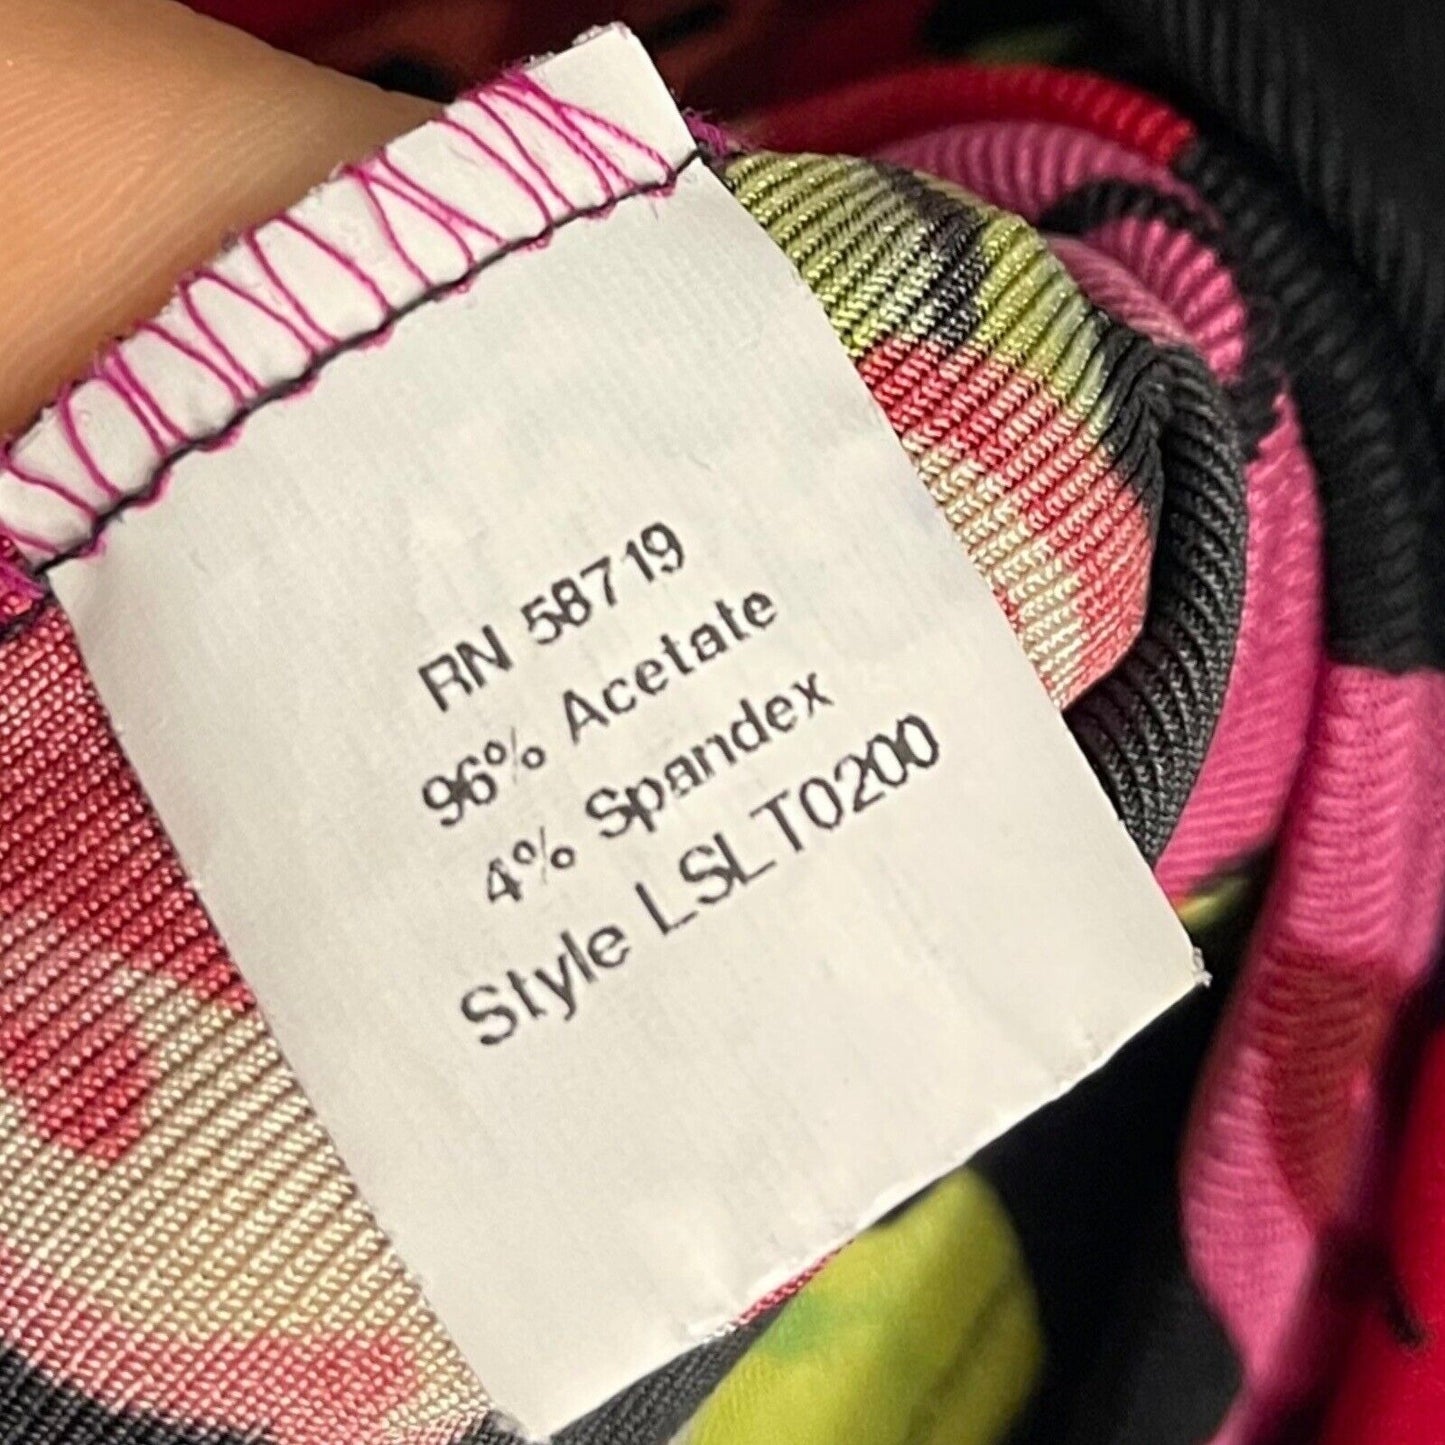 RN 58719
96% Acetate
4% Spandex
Style LSLT0200